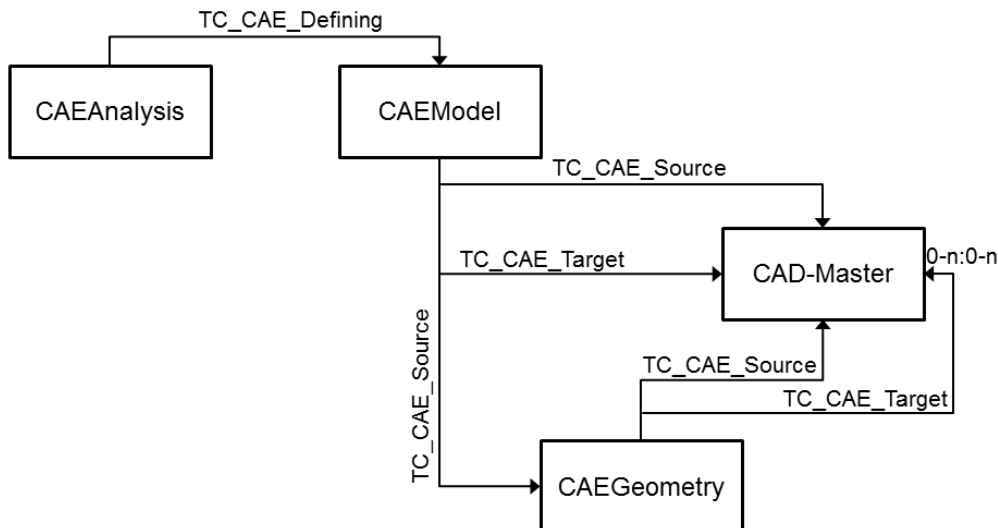 TC_CAE_Defining
CAEAnalysis
CAEModel
TC_CAE_Source
TC_CAE_Target
CAD-Master
0-n:0-n
TC_CAE_Source
TC_CAE_Source
TC_CAE_Target
CAEGeometry